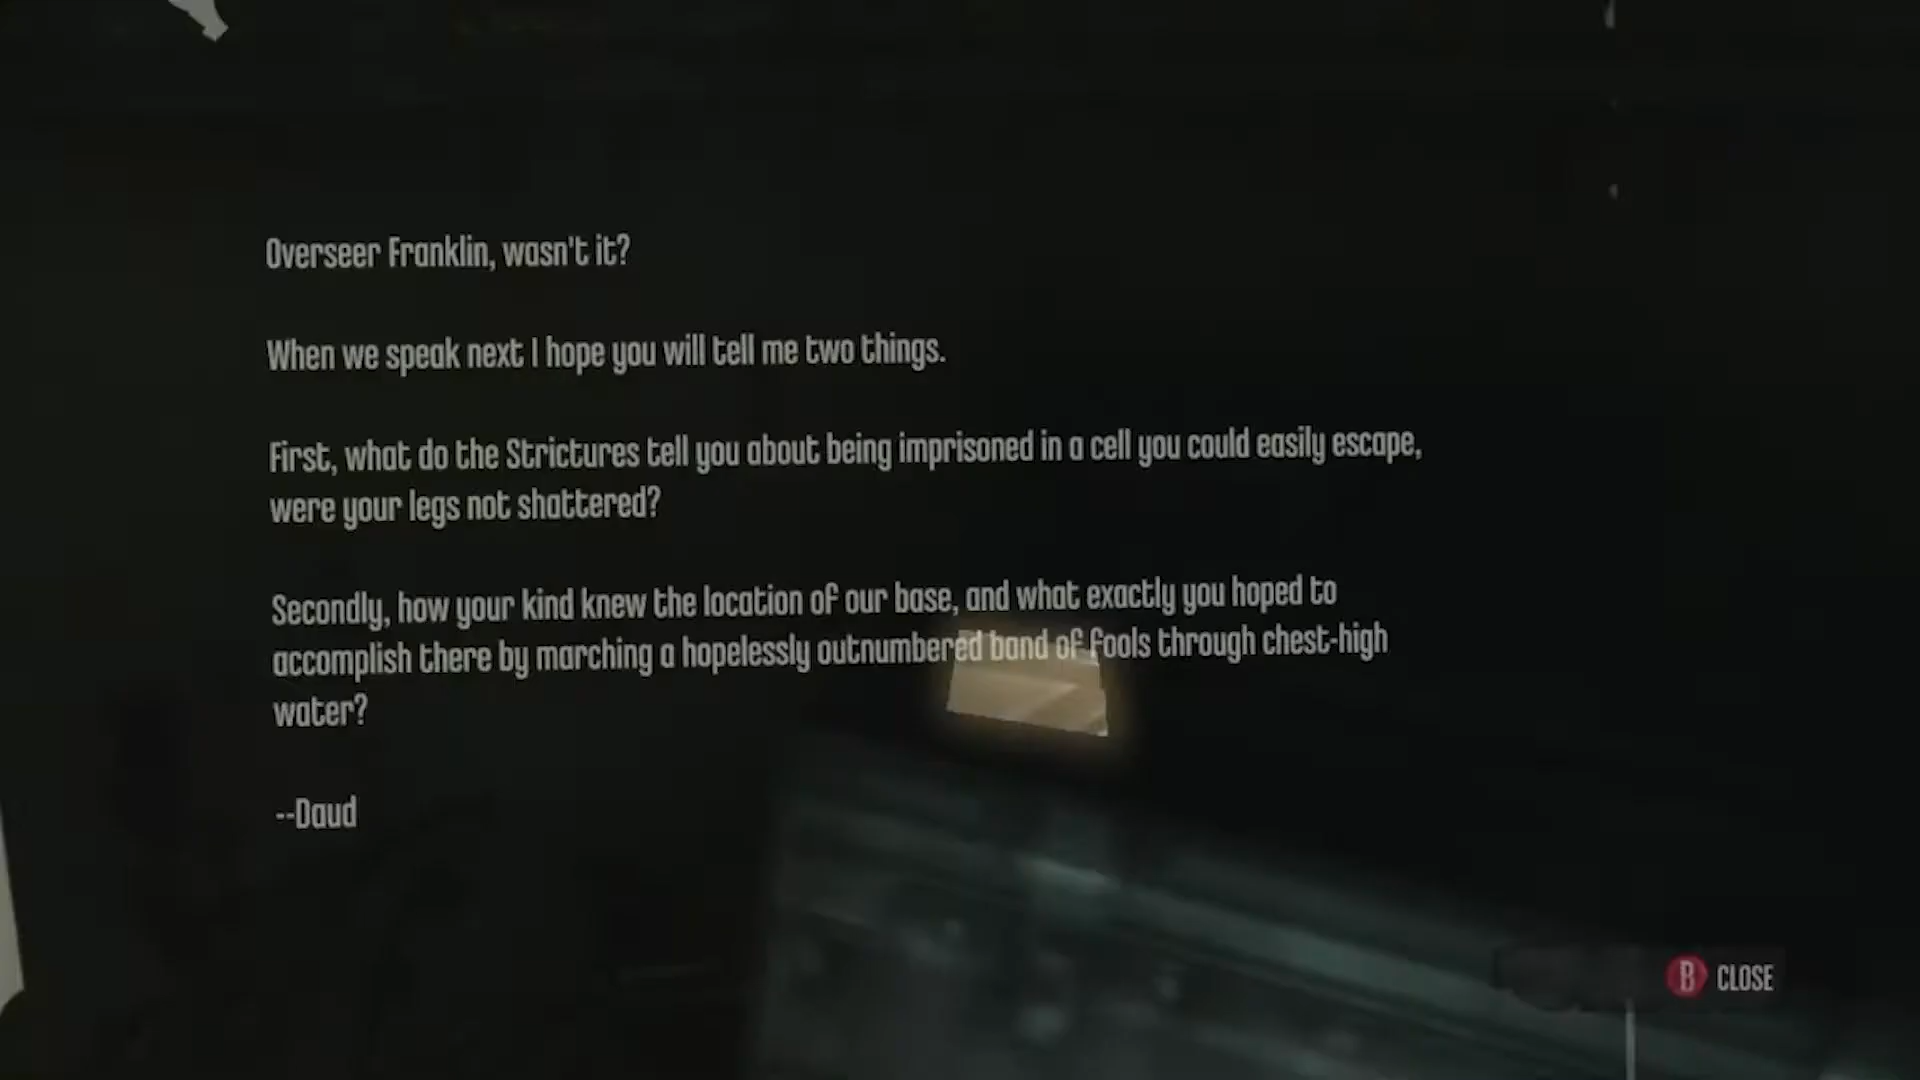 Overseer Franklin, wasn't it?
When we speak next I hope you will tell me two things.
First, what do the Strictures tell you about being imprisoned in a cell you could easily escape,
were your legs not shattered?
Secondly, how your kind knew the location of our base, and what exactly you hoped to
accomplish there by marching a hopelessly outnumbered band of fools through chest-high
water?
--Daud
B CLOSE